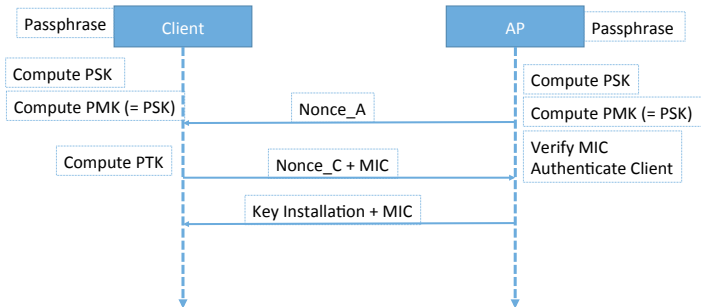 Passphrase
Client
AP
Passphrase
Compute PSK
Compute PSK
Compute PMK (= PSK)
Nonce_A
Compute PMK (= PSK)
Compute PTK
Nonce_C + MIC
Verify MIC
Authenticate Client
Key Installation + MIC